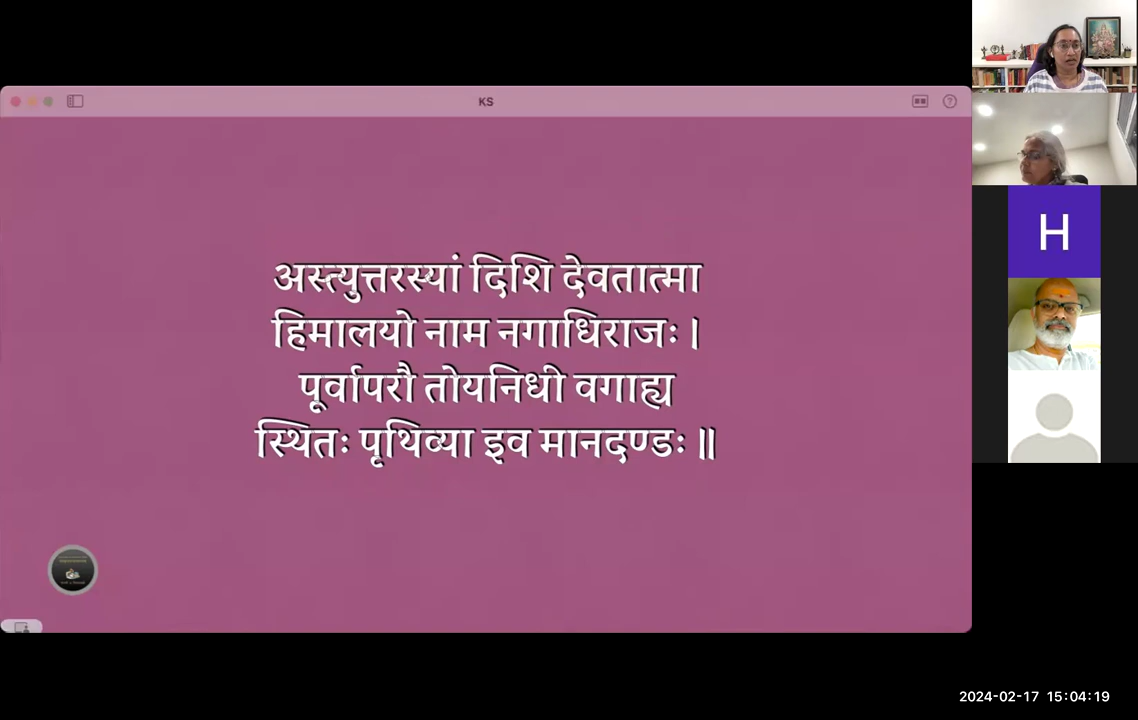 KS
अस्त्युत्तरस्यां दिशि देवतात्मा
हिमालयो नाम नगाधिराजः ।
पूर्वापरौ तोयनिधी वगाह्य
स्थितः पृथिव्या इव मानदण्डः ॥
H
2024-02-17 15:04:19